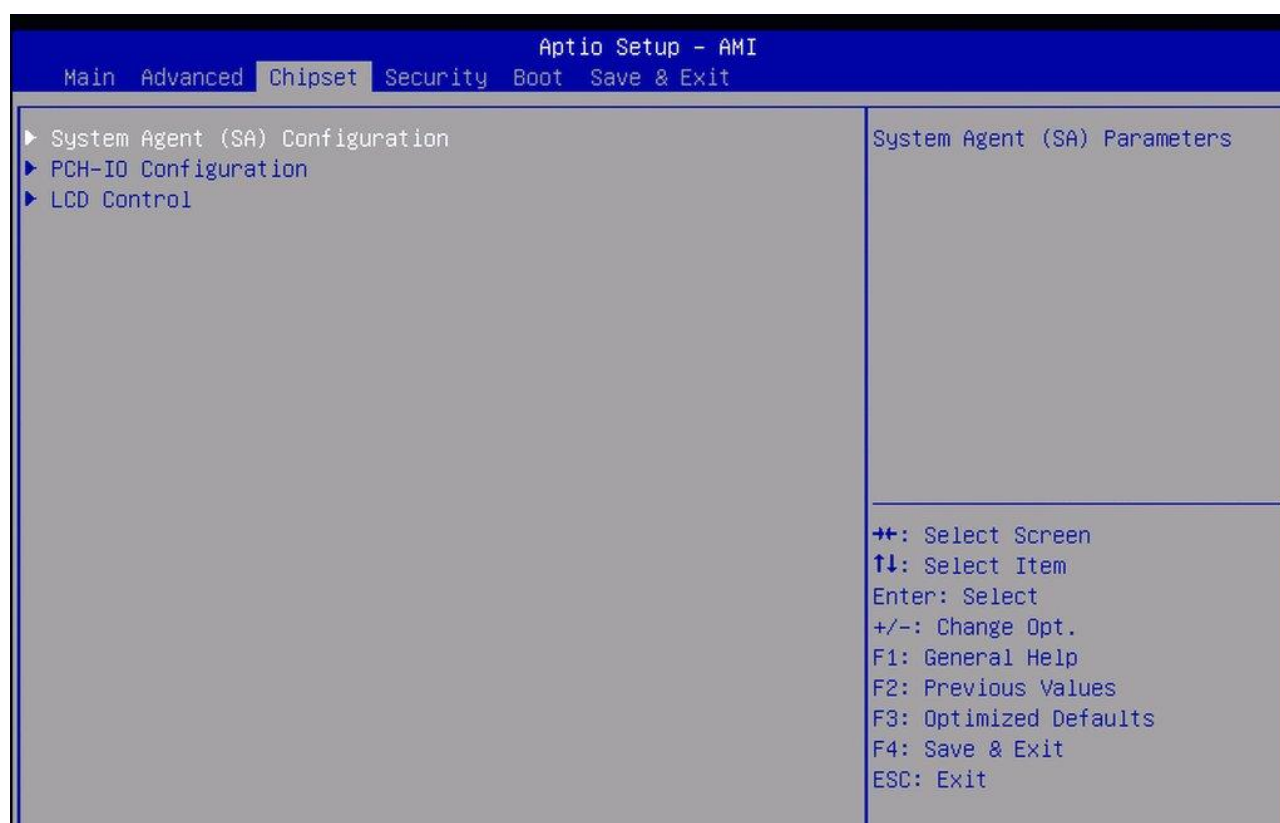 Aptio Setup – AMI
Main Advanced Chipset Security Boot Save & Exit
▶ System Agent (SA) Configuration
▶ PCH-IO Configuration
▶ LCD Control
System Agent (SA) Parameters
→←: Select Screen
↑↓: Select Item
Enter: Select
+/-: Change Opt.
F1: General Help
F2: Previous Values
F3: Optimized Defaults
F4: Save & Exit
ESC: Exit